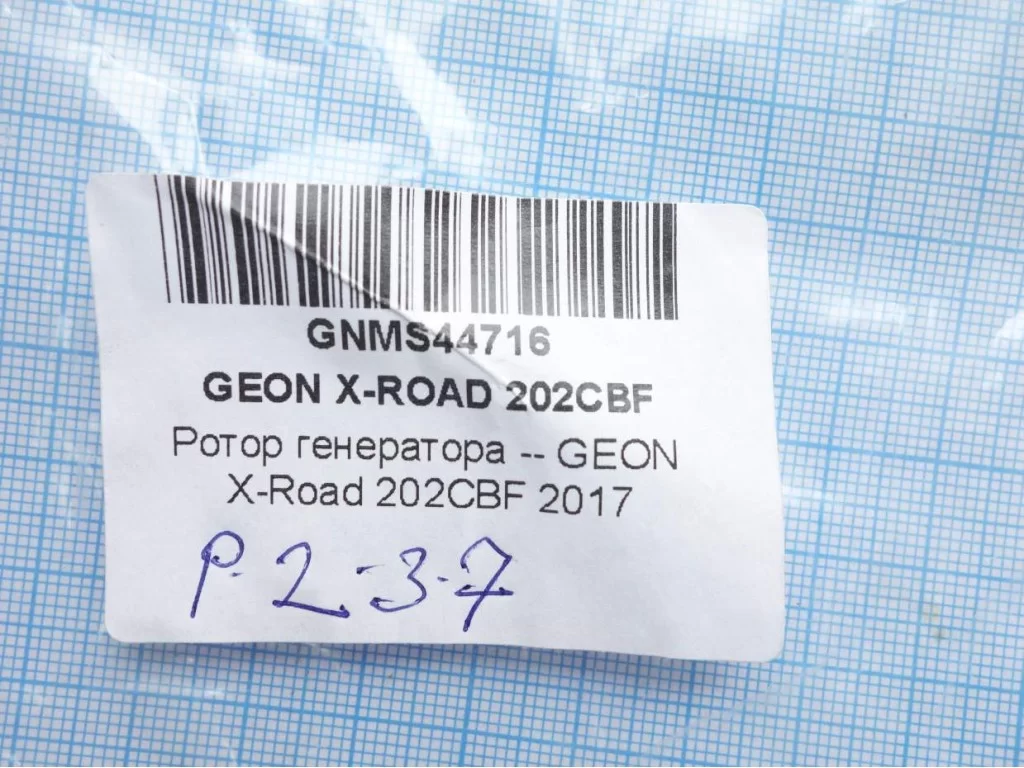 GNMS44716
GEON X-ROAD 202CBF
Ротор генератора -- GEON
X-Road 202CBF 2017
P. 2-3-7